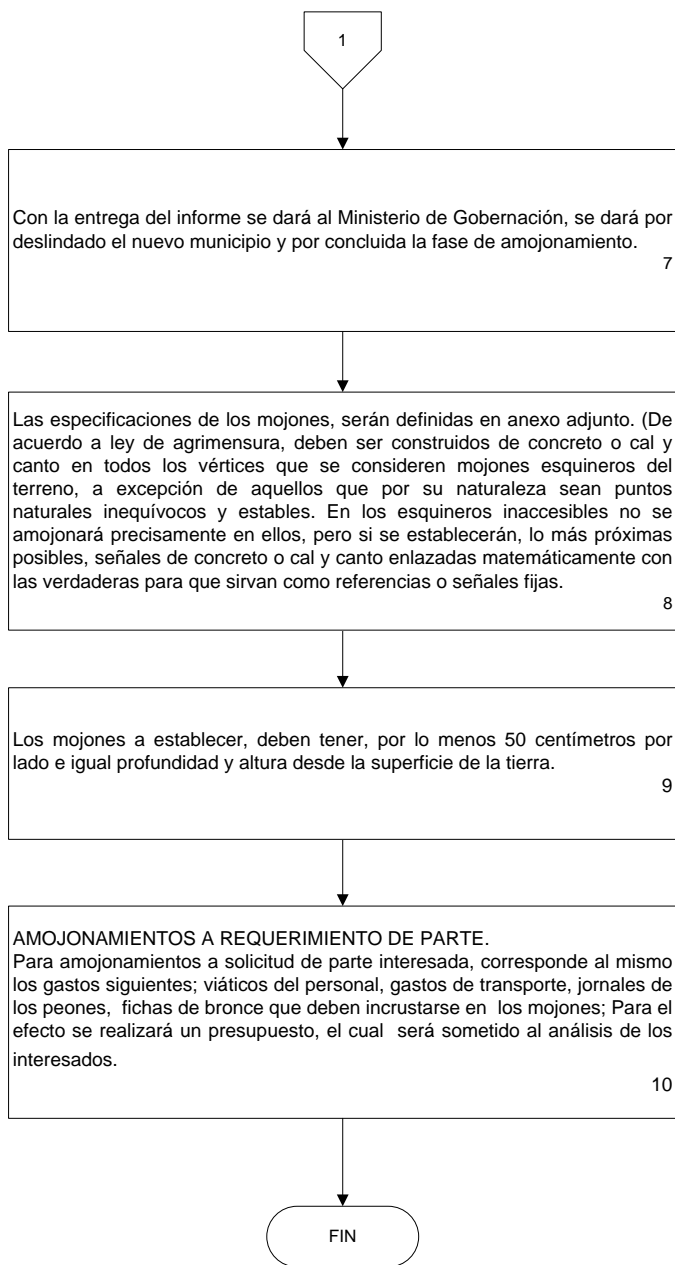 1
Con la entrega del informe se dará al Ministerio de Gobernación, se dará por
deslindado el nuevo municipio y por concluida la fase de amojonamiento.
7
Las especificaciones de los mojones, serán definidas en anexo adjunto. (De
acuerdo a ley de agrimensura, deben ser construidos de concreto o cal y
canto en todos los vértices que se consideren mojones esquineros del
terreno, a excepción de aquellos que por su naturaleza sean puntos
naturales inequívocos y estables. En los esquineros inaccesibles no se
amojonará precisamente en ellos, pero si se establecerán, lo más próximas
posibles, señales de concreto o cal y canto enlazadas matemáticamente con
las verdaderas para que sirvan como referencias o señales fijas.
8
Los mojones a establecer, deben tener, por lo menos 50 centímetros por
lado e igual profundidad y altura desde la superficie de la tierra.
9
AMOJONAMIENTOS A REQUERIMIENTO DE PARTE.
Para amojonamientos a solicitud de parte interesada, corresponde al mismo
los gastos siguientes; viáticos del personal, gastos de transporte, jornales de
los peones, fichas de bronce que deben incrustarse en los mojones; Para el
efecto se realizará un presupuesto, el cual será sometido al análisis de los
interesados.
10
FIN